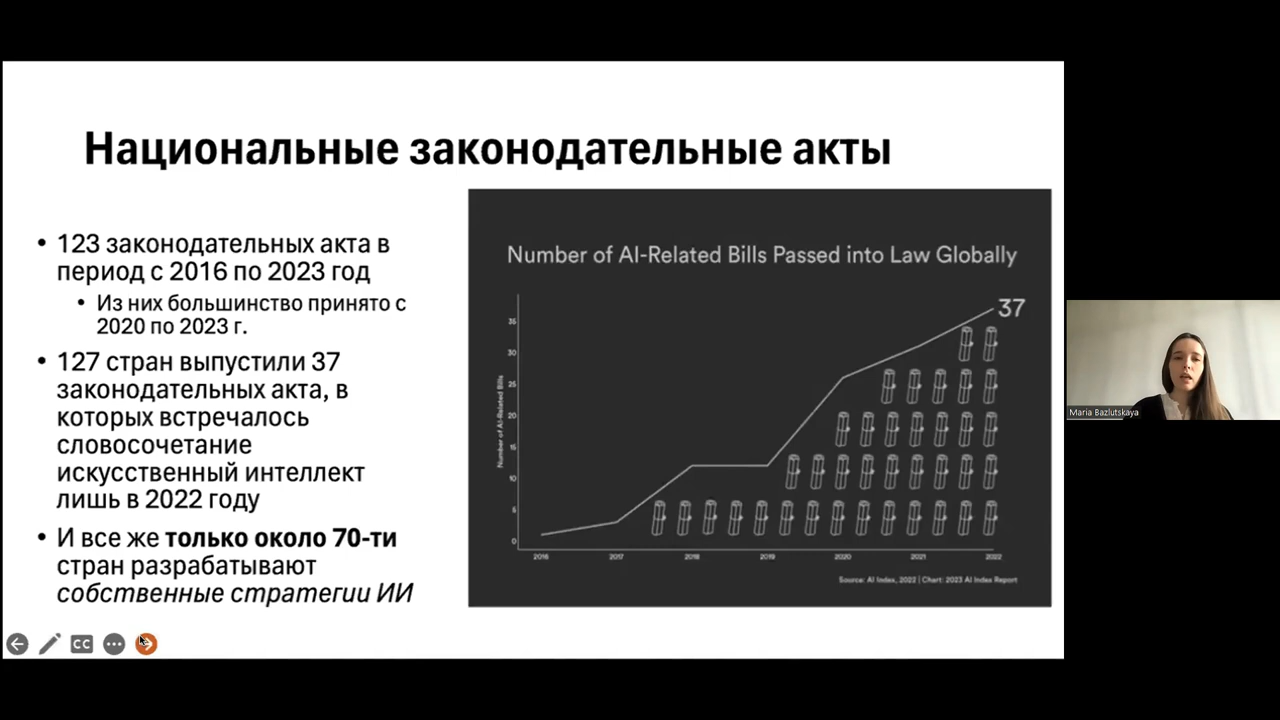 Национальные законодательные акты
• 123 законодательных акта в
период с 2016 по 2023 год
• Из них большинство принято с
2020 по 2023 г.
• 127 стран выпустили 37
законодательных акта, в
которых встречалось
словосочетание
искусственный интеллект
лишь в 2022 году
• И все же только около 70-ти
стран разрабатывают
собственные стратегии ИИ
Number of AI-Related Bills Passed into Law Globally
37
Number of AI-Related Bills
35
30
25
20
15
10
5
0
2016 2017 2018 2019 2020 2021 2022
Source: AI Index, 2022 | Chart: 2023 AI Index Report
CC
Maria Bazlutskaya